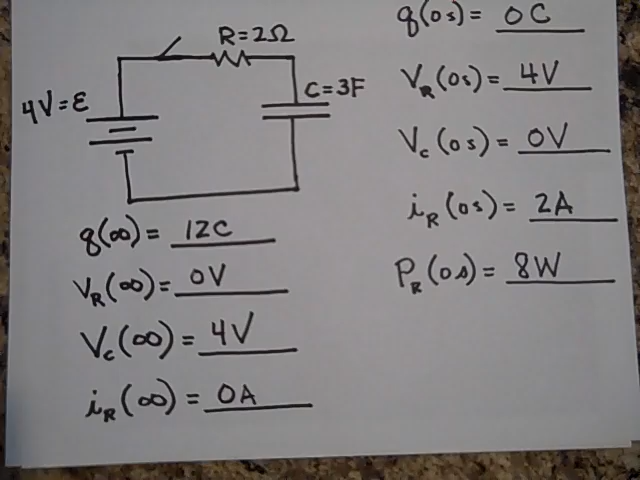 R=2Ω
4V=ε
C=3F
q(∞)= 12C
V_R(∞)= 0V
V_c(∞)= 4V
i_R(∞)= 0A
q(0s)= 0C
V_R(0s)= 4V
V_c(0s)= 0V
i_R(0s)= 2A
P_R(0s)= 8W